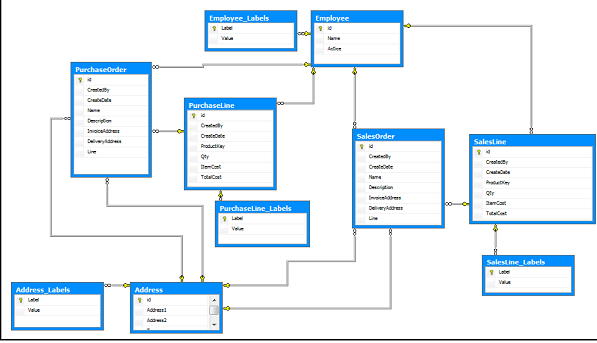 Employee_Labels
Label
Value
Employee
id
Name
Active
PurchaseOrder
id
CreatedBy
CreateDate
Name
Description
InvoiceAddress
DeliveryAddress
Line
PurchaseLine
id
CreatedBy
CreateDate
ProductKey
Qty
ItemCost
TotalCost
SalesOrder
id
CreatedBy
CreateDate
Name
Description
InvoiceAddress
DeliveryAddress
Line
SalesLine
id
CreatedBy
CreateDate
ProductKey
Qty
ItemCost
TotalCost
PurchaseLine_Labels
Label
Value
SalesLine_Labels
Label
Value
Address_Labels
Label
Value
Address
id
Address1
Address2